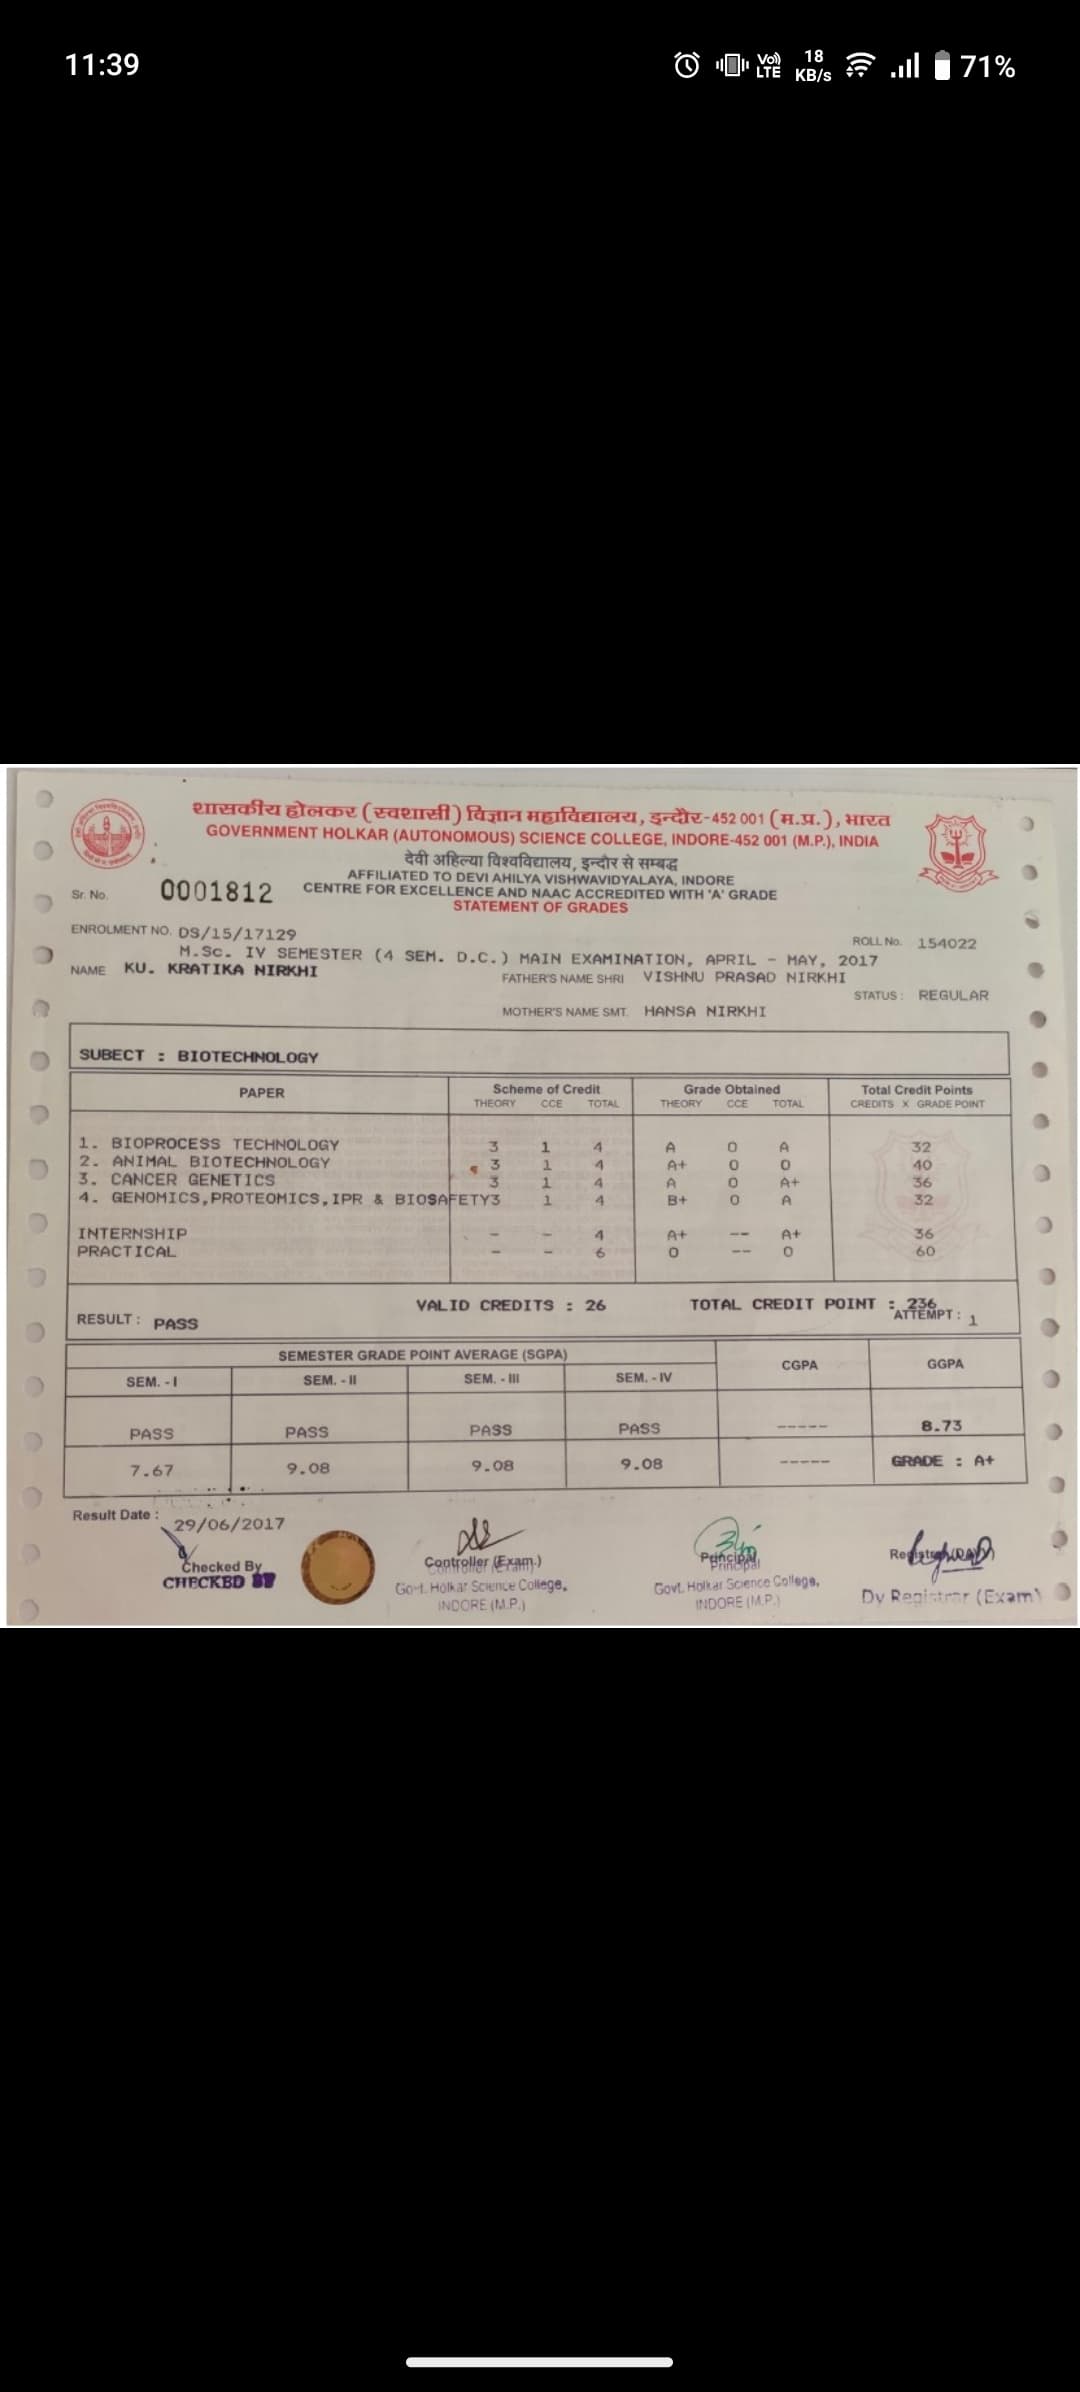 11:39 Vo)) LTE 18 KB/s 71%
शासकीय होलकर (स्वशासी) विज्ञान महाविद्यालय, इन्दौर-452 001 (म.प्र.), भारत
GOVERNMENT HOLKAR (AUTONOMOUS) SCIENCE COLLEGE, INDORE-452 001 (M.P.), INDIA
देवी अहिल्या विश्वविद्यालय, इन्दौर से सम्बद्ध
AFFILIATED TO DEVI AHILYA VISHWAVIDYALAYA, INDORE
Sr. No. 0001812 CENTRE FOR EXCELLENCE AND NAAC ACCREDITED WITH 'A' GRADE
STATEMENT OF GRADES
ENROLMENT NO. DS/15/17129 ROLL No. 154022
M.Sc. IV SEMESTER (4 SEM. D.C.) MAIN EXAMINATION, APRIL - MAY, 2017
NAME KU. KRATIKA NIRKHI FATHER'S NAME SHRI VISHNU PRASAD NIRKHI
STATUS : REGULAR
MOTHER'S NAME SMT. HANSA NIRKHI
SUBECT : BIOTECHNOLOGY
PAPER Scheme of Credit Grade Obtained Total Credit Points
THEORY CCE TOTAL THEORY CCE TOTAL CREDITS X GRADE POINT
1. BIOPROCESS TECHNOLOGY 3 1 4 A O A 32
2. ANIMAL BIOTECHNOLOGY 3 1 4 A+ O O 40
3. CANCER GENETICS 3 1 4 A O A+ 36
4. GENOMICS,PROTEOMICS,IPR & BIOSAFETY3 1 4 B+ O A 32
INTERNSHIP - - 4 A+ -- A+ 36
PRACTICAL - - 6 O -- O 60
VALID CREDITS : 26 TOTAL CREDIT POINT : 236
RESULT : PASS ATTEMPT : 1
SEMESTER GRADE POINT AVERAGE (SGPA) CGPA GGPA
SEM. - I SEM. - II SEM. - III SEM. - IV
PASS PASS PASS PASS ----- 8.73
7.67 9.08 9.08 9.08 ----- GRADE : A+
Result Date : 29/06/2017
Checked By Controller (Exam.) Principal
CHECKED BY Govt. Holkar Science College, Govt. Holkar Science College, Dy Registrar (Exam)
INDORE (M.P.) INDORE (M.P.)